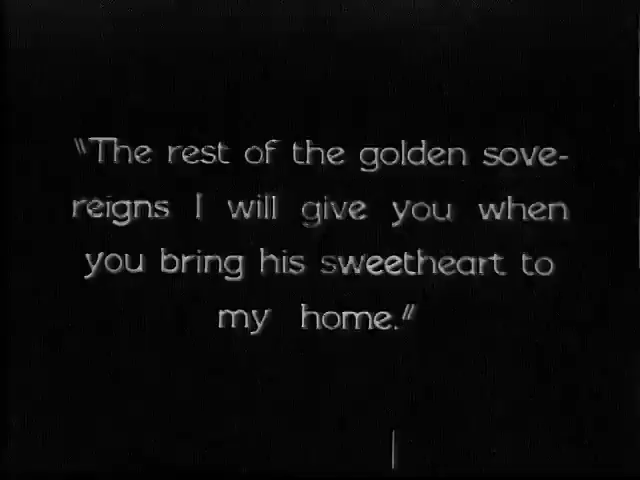 "The rest of the golden sove-
reigns I will give you when
you bring his sweetheart to
my home."